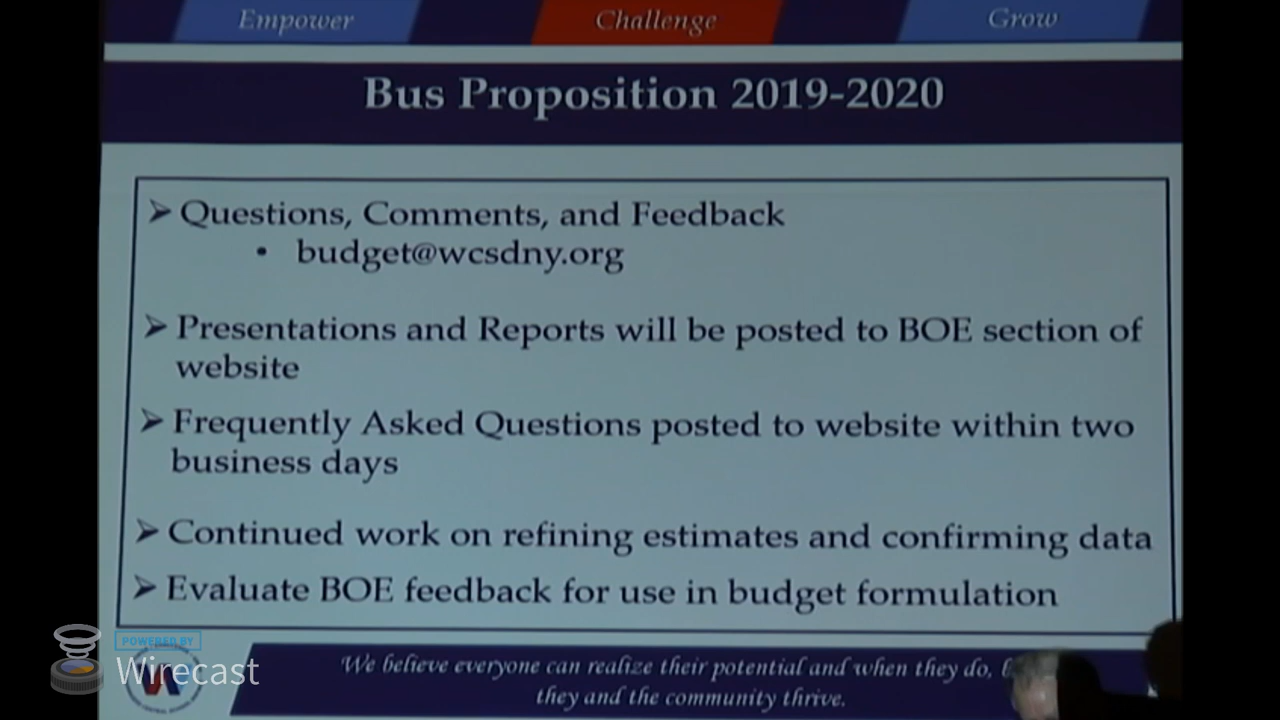 Empower Challenge Grow
Bus Proposition 2019-2020
➢ Questions, Comments, and Feedback
• budget@wcsdny.org
➢ Presentations and Reports will be posted to BOE section of
website
➢ Frequently Asked Questions posted to website within two
business days
➢ Continued work on refining estimates and confirming data
➢ Evaluate BOE feedback for use in budget formulation
POWERED BY
Wirecast
We believe everyone can realize their potential and when they do,
they and the community thrive.